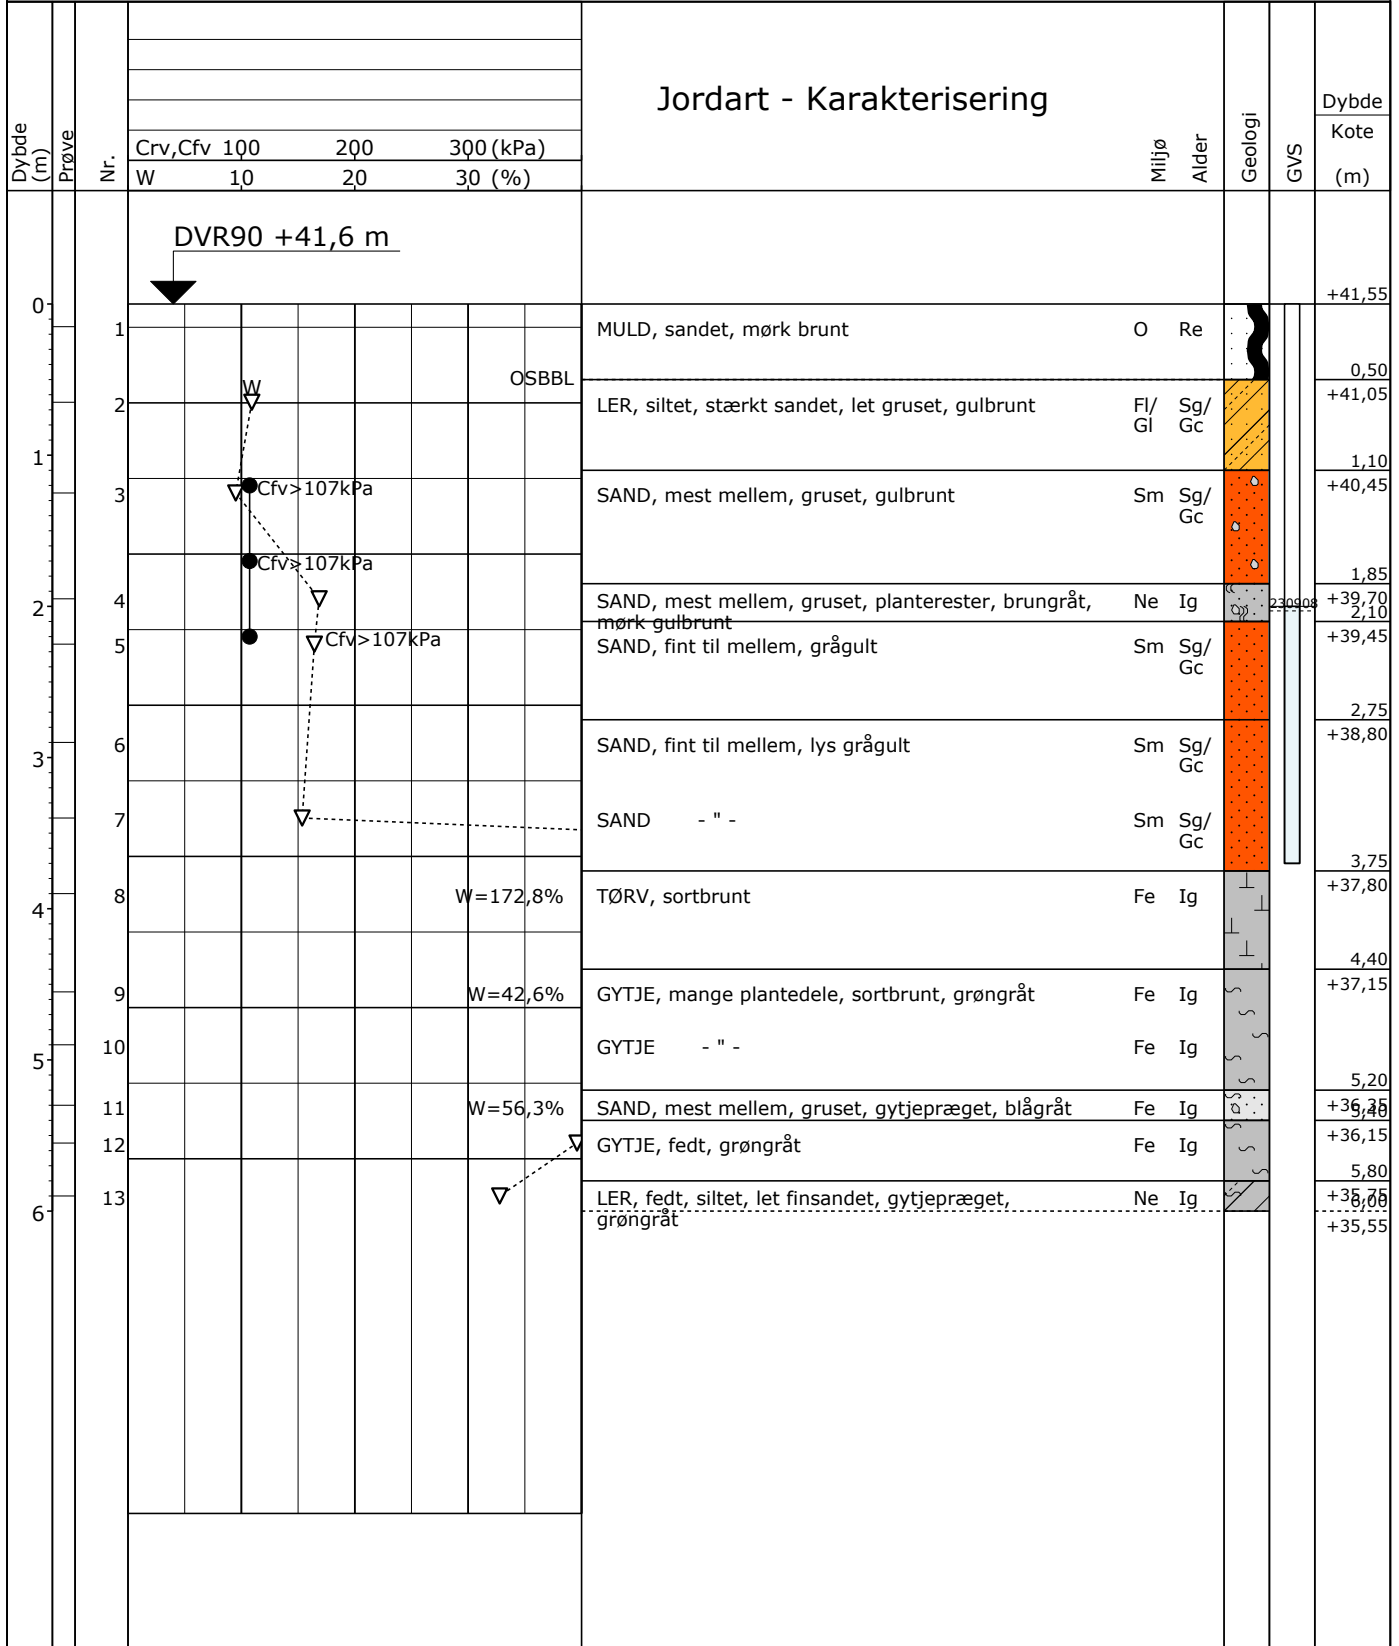 Jordart - Karakterisering
Dybde (m)
Prøve
Nr.
Crv,Cfv 100 200 300 (kPa)
W 10 20 30 (%)
Miljø
Alder
Geologi
GVS
Dybde
Kote
(m)
DVR90 +41,6 m
0
+41,55
1 MULD, sandet, mørk brunt O Re
OSBBL
0,50
W
2 LER, siltet, stærkt sandet, let gruset, gulbrunt Fl/ Sg/ +41,05
Gl Gc
1
1,10
Cfv>107kPa
3 SAND, mest mellem, gruset, gulbrunt Sm Sg/ +40,45
Gc
Cfv>107kPa
1,85
4 SAND, mest mellem, gruset, planterester, brungråt, Ne Ig 230908 +39,70
2 2,10
mørk gulbrunt
Cfv>107kPa
5 SAND, fint til mellem, grågult Sm Sg/ +39,45
Gc
2,75
6 SAND, fint til mellem, lys grågult Sm Sg/ +38,80
3 Gc
7 SAND - " - Sm Sg/
Gc
3,75
8 W=172,8% TØRV, sortbrunt Fe Ig +37,80
4
4,40
9 W=42,6% GYTJE, mange plantedele, sortbrunt, grøngråt Fe Ig +37,15
10 GYTJE - " - Fe Ig
5
5,20
11 W=56,3% SAND, mest mellem, gruset, gytjepræget, blågråt Fe Ig +36,35
5,40
12 GYTJE, fedt, grøngråt Fe Ig +36,15
5,80
13 LER, fedt, siltet, let finsandet, gytjepræget, Ne Ig +35,75
6 6,00
grøngråt
+35,55